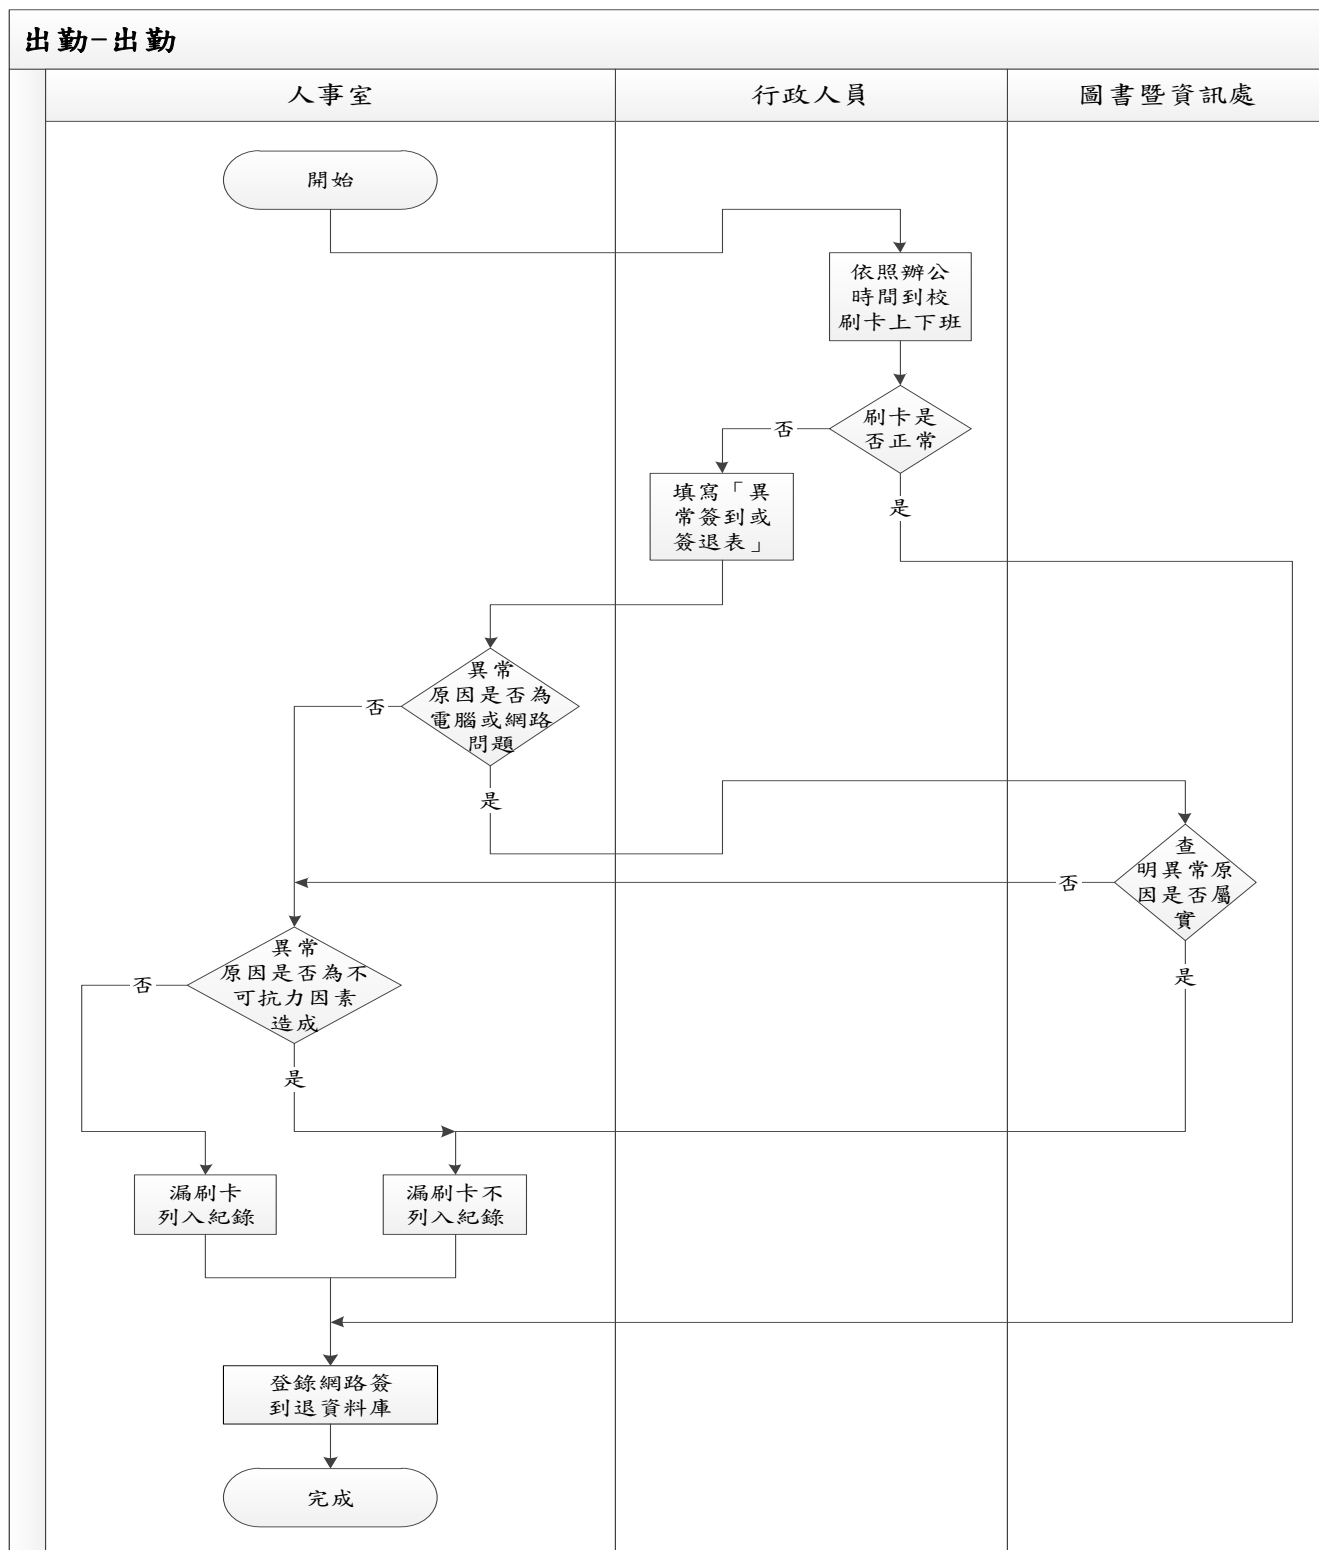 出勤-出勤
人事室
行政人員
圖書暨資訊處
開始
依照辦公
時間到校
刷卡上下班
刷卡是
否正常
否
是
填寫「異
常簽到或
簽退表」
異常
原因是否為
電腦或網路
問題
否
是
查
明異常原
因是否屬
實
否
是
異常
原因是否為不
可抗力因素
造成
否
是
漏刷卡
列入紀錄
漏刷卡不
列入紀錄
登錄網路簽
到退資料庫
完成